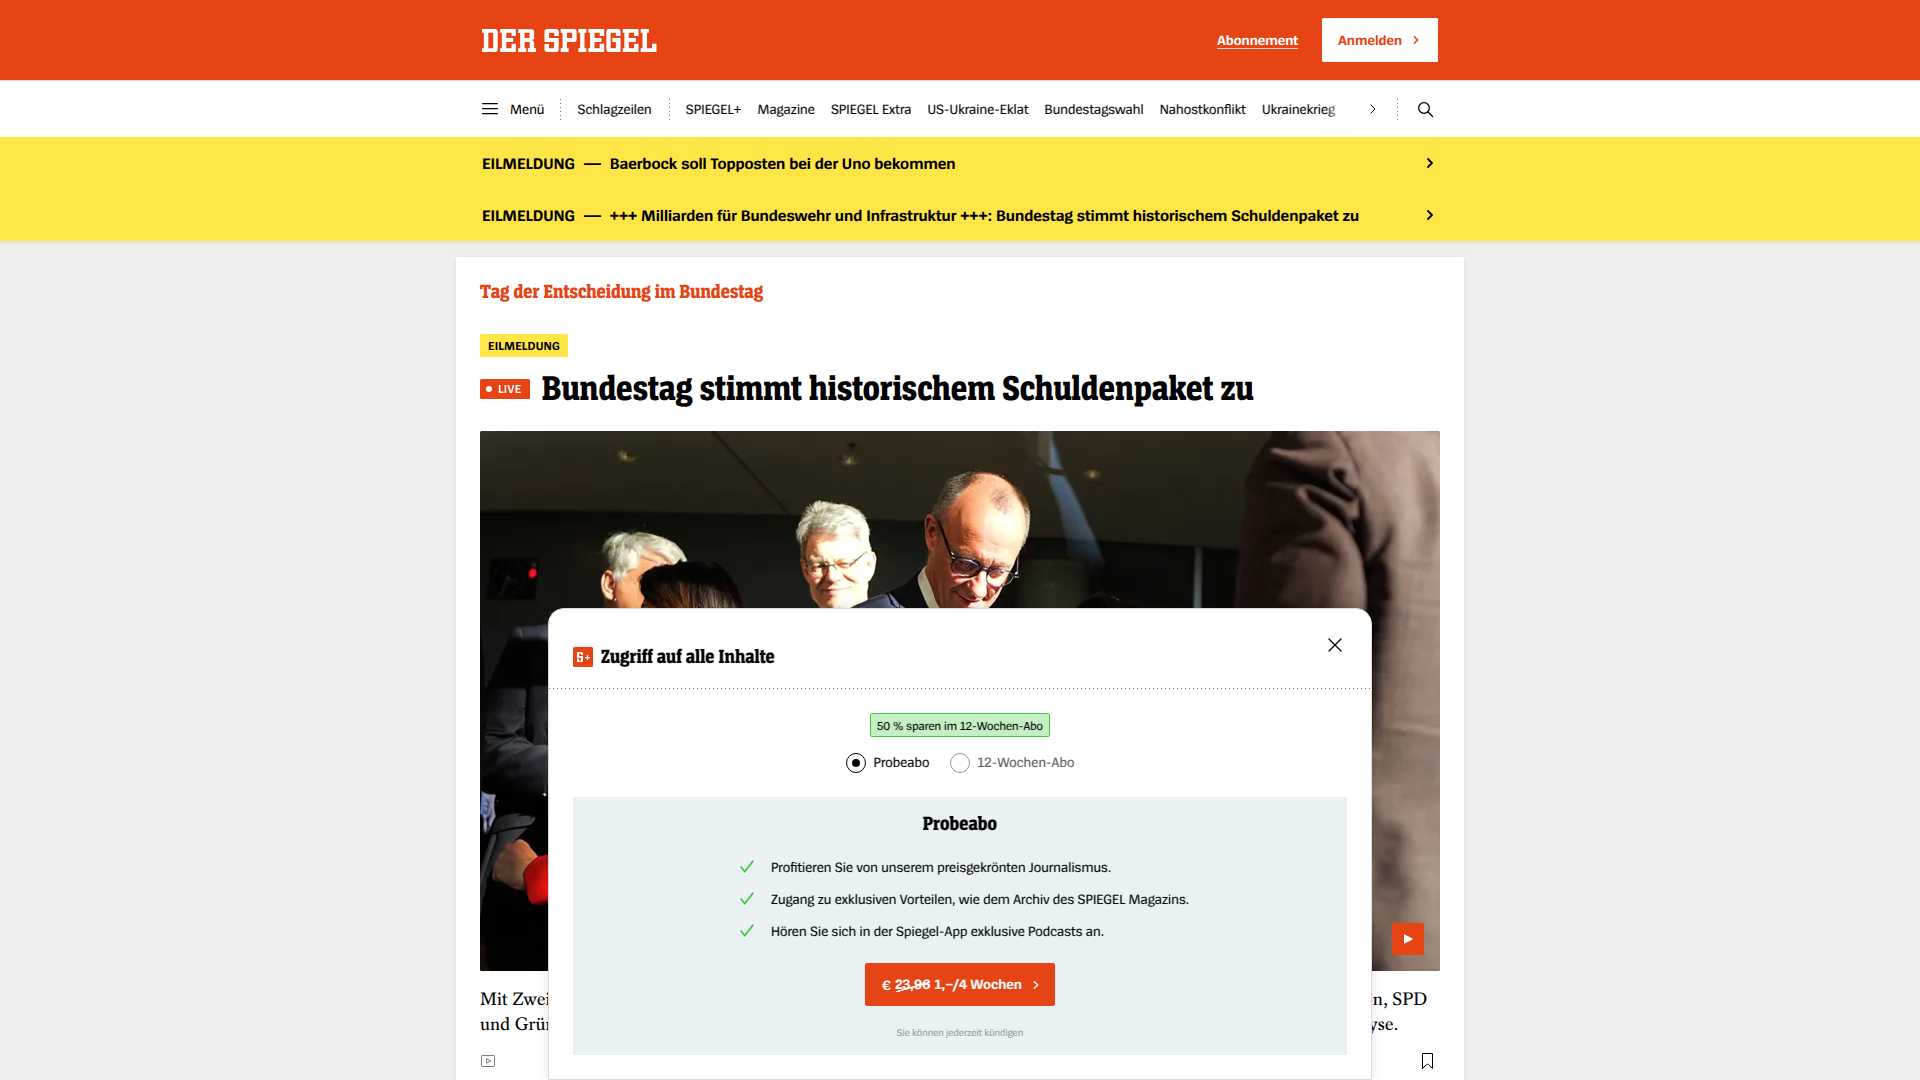 DER SPIEGEL
Abonnement
Anmelden
Menü
Schlagzeilen
SPIEGEL+
Magazine
SPIEGEL Extra
US-Ukraine-Eklat
Bundestagswahl
Nahostkonflikt
Ukrainekrieg
EILMELDUNG — Baerbock soll Topposten bei der Uno bekommen
EILMELDUNG — +++ Milliarden für Bundeswehr und Infrastruktur +++: Bundestag stimmt historischem Schuldenpaket zu
Tag der Entscheidung im Bundestag
EILMELDUNG
LIVE Bundestag stimmt historischem Schuldenpaket zu
S+ Zugriff auf alle Inhalte
50 % sparen im 12-Wochen-Abo
Probeabo
12-Wochen-Abo
Probeabo
Profitieren Sie von unserem preisgekrönten Journalismus.
Zugang zu exklusiven Vorteilen, wie dem Archiv des SPIEGEL Magazins.
Hören Sie sich in der Spiegel-App exklusive Podcasts an.
€ 23,96 1,–/4 Wochen
Sie können jederzeit kündigen
Mit
SPD
und